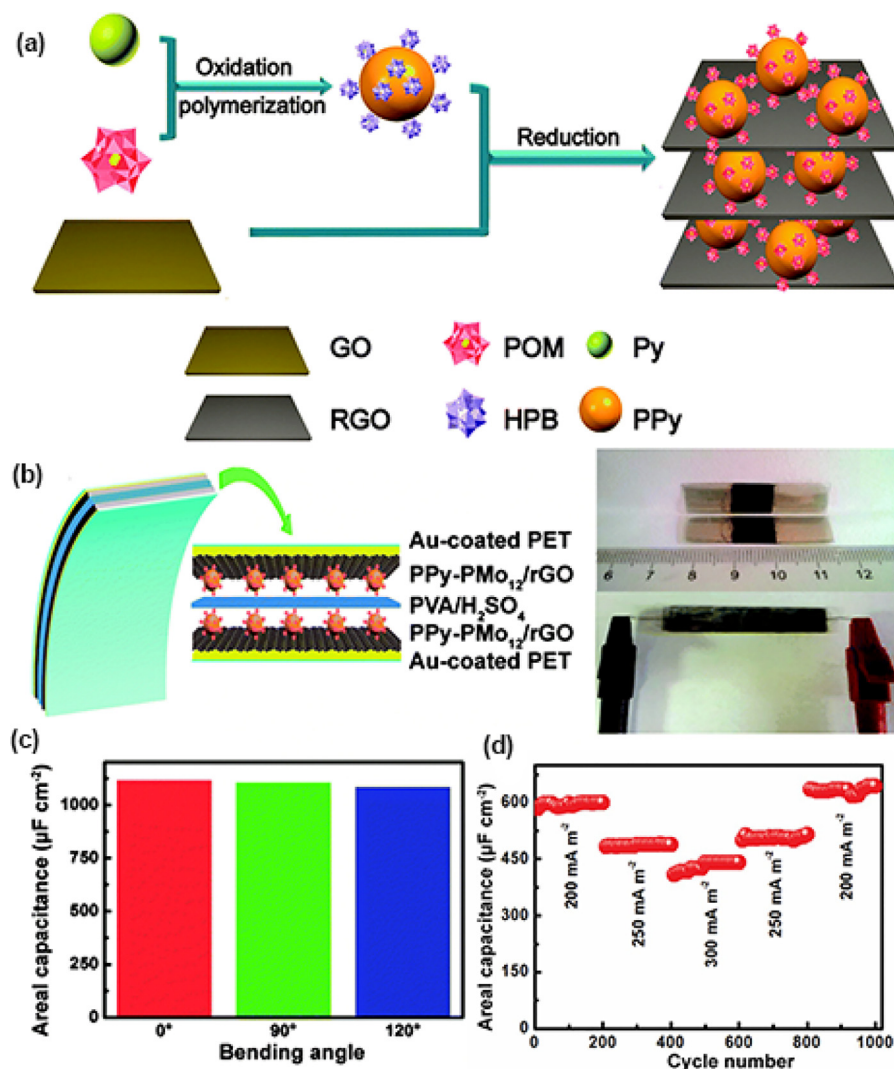 (a)
Oxidation
polymerization
Reduction
GO
POM
Py
RGO
HPB
PPy
(b)
Au-coated PET
PPy-PMo₁₂/rGO
PVA/H₂SO₄
PPy-PMo₁₂/rGO
Au-coated PET
6 7 8 9 10 11 12
(c)
Areal capacitance (µF cm⁻²)
1000
750
500
250
0
0° 90° 120°
Bending angle
(d)
Areal capacitance (µF cm⁻²)
600
450
300
150
0
200 mA m⁻²
250 mA m⁻²
300 mA m⁻²
250 mA m⁻²
200 mA m⁻²
0 200 400 600 800 1000
Cycle number